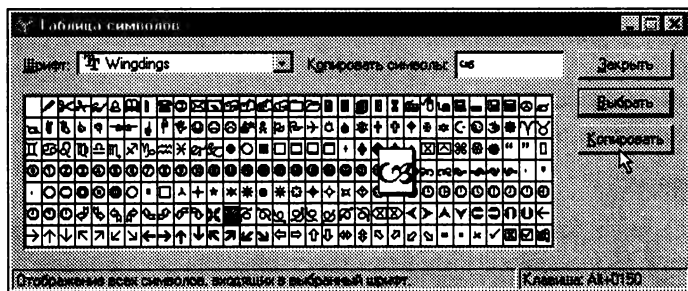 Таблица символов
Шрифт: Wingdings Копировать символы: Закрыть
Выбрать
Копировать
Отображение всех символов, входящих в выбранный шрифт. Клавиша: Alt+0150